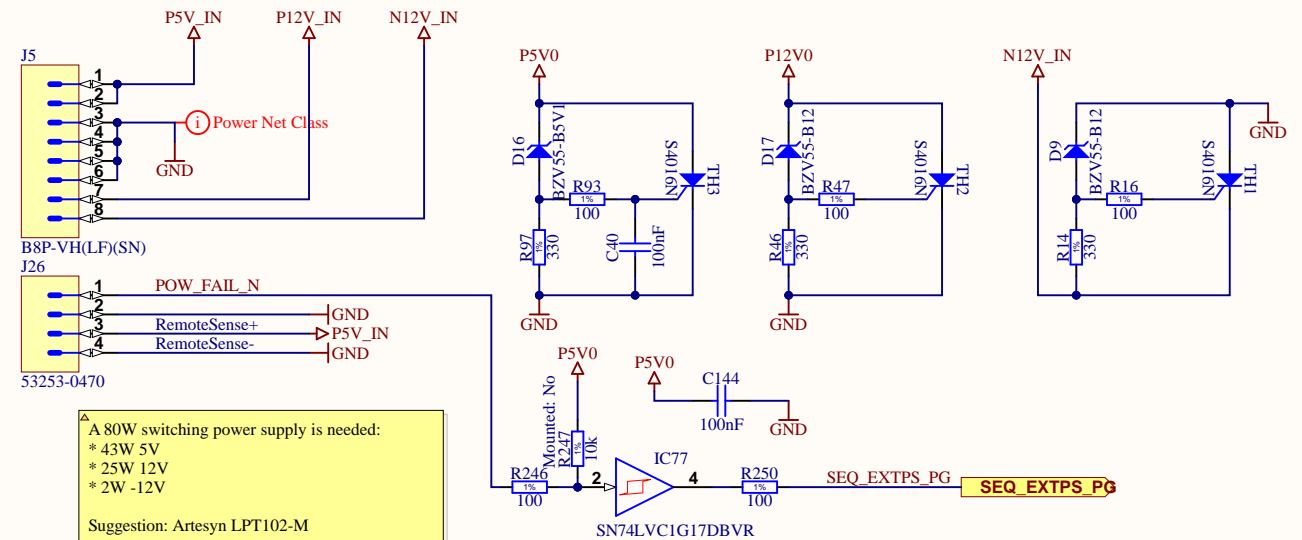 P5V_IN
P12V_IN
N12V_IN
J5
1
2
3
4
5
6
7
8
i Power Net Class
GND
B8P-VH(LF)(SN)
J26
1
2
3
4
POW_FAIL_N
GND
RemoteSense+
P5V_IN
RemoteSense-
GND
53253-0470
P5V0
D16
BZV55-B5V1
S4016N
TH3
R93
1%
100
R97
1%
330
C40
100nF
GND
P12V0
D17
BZV55-B12
S4016N
TH2
R47
1%
100
R46
1%
330
GND
N12V_IN
GND
D9
BZV55-B12
S4016N
TH1
R16
1%
100
R14
1%
330
P5V0
Mounted: No
R247
1%
10k
P5V0
C144
100nF
GND
R246
1%
100
2
IC77
4
SN74LVC1G17DBVR
R250
1%
100
SEQ_EXTPS_PG
SEQ_EXTPS_PG
A 80W switching power supply is needed:
* 43W 5V
* 25W 12V
* 2W -12V
Suggestion: Artesyn LPT102-M